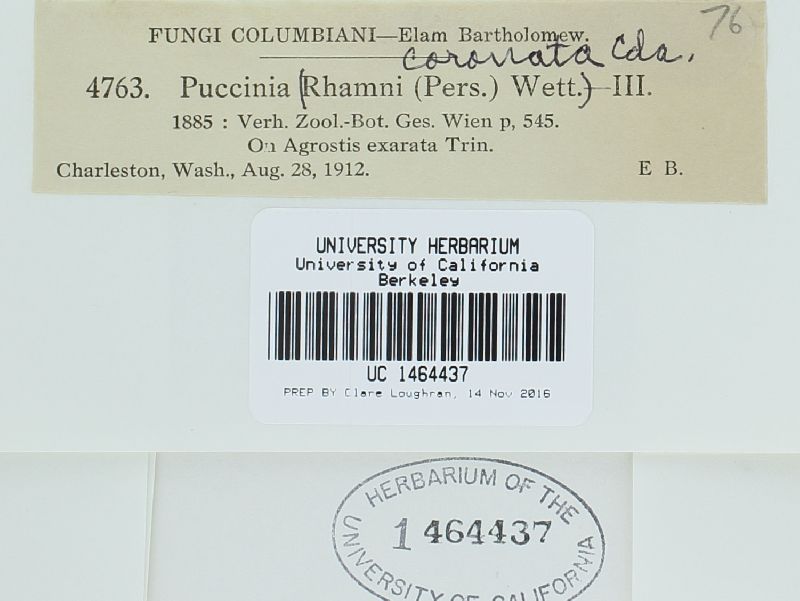 76
FUNGI COLUMBIANI—Elam Bartholomew.
coronata Cda.
4763. Puccinia (Rhamni (Pers.) Wett.)—III.
1885 : Verh. Zool.-Bot. Ges. Wien p, 545.
On Agrostis exarata Trin.
Charleston, Wash., Aug. 28, 1912. E B.
UNIVERSITY HERBARIUM
University of California
Berkeley
UC 1464437
PREP BY Clare Loughran, 14 Nov 2016
HERBARIUM OF THE
1464437
UNIVERSITY OF CALIFORNIA